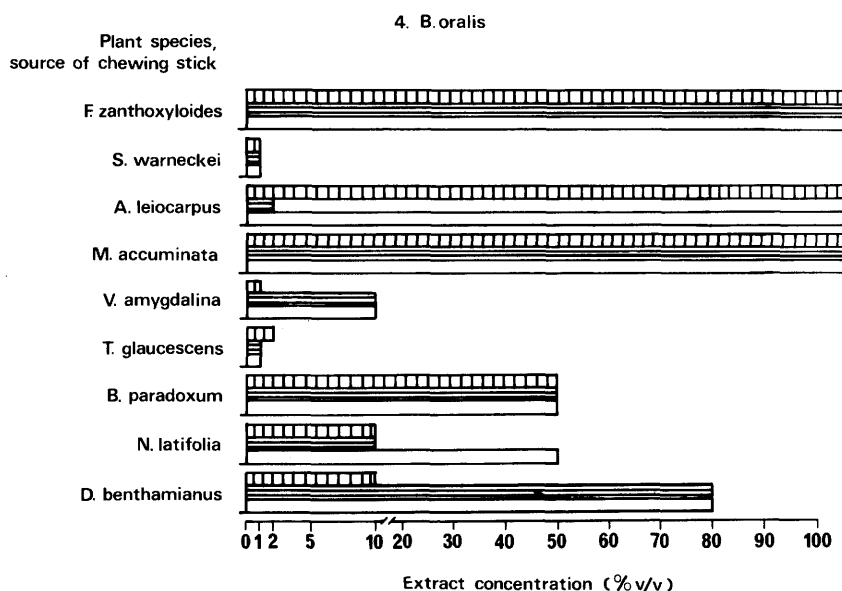 4. B.oralis
Plant species,
source of chewing stick
F. zanthoxyloides
S. warneckei
A. leiocarpus
M. accuminata
V. amygdalina
T. glaucescens
B. paradoxum
N. latifolia
D. benthamianus
0 1 2 5 10 20 30 40 50 60 70 80 90 100
Extract concentration (% v/v)